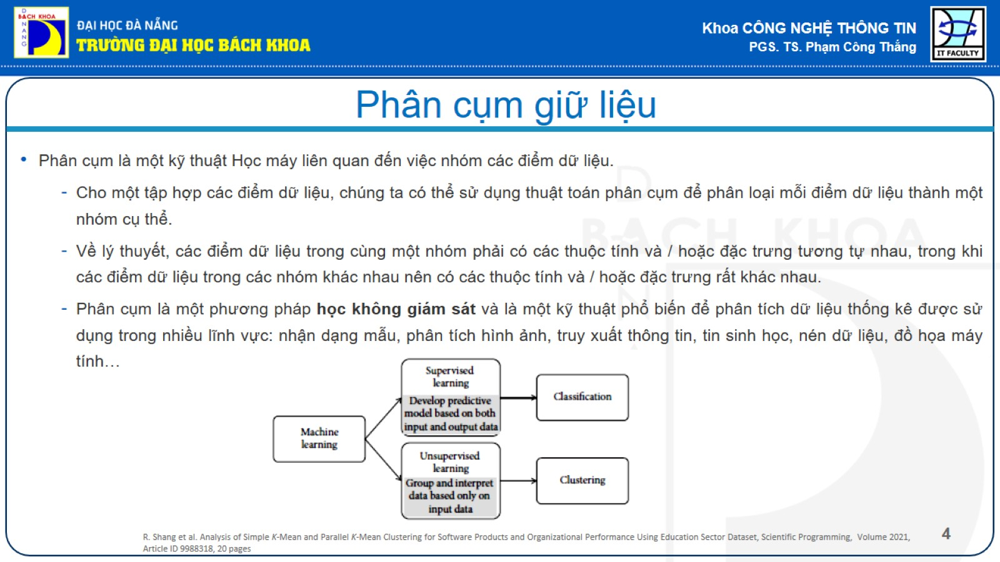 BACH KHOA
DANANG
ĐẠI HỌC ĐÀ NẴNG
TRƯỜNG ĐẠI HỌC BÁCH KHOA
Khoa CÔNG NGHỆ THÔNG TIN
PGS. TS. Phạm Công Thắng
IT FACULTY
Phân cụm giữ liệu
• Phân cụm là một kỹ thuật Học máy liên quan đến việc nhóm các điểm dữ liệu.
- Cho một tập hợp các điểm dữ liệu, chúng ta có thể sử dụng thuật toán phân cụm để phân loại mỗi điểm dữ liệu thành một
nhóm cụ thể.
- Về lý thuyết, các điểm dữ liệu trong cùng một nhóm phải có các thuộc tính và / hoặc đặc trưng tương tự nhau, trong khi
các điểm dữ liệu trong các nhóm khác nhau nên có các thuộc tính và / hoặc đặc trưng rất khác nhau.
- Phân cụm là một phương pháp học không giám sát và là một kỹ thuật phổ biến để phân tích dữ liệu thống kê được sử
dụng trong nhiều lĩnh vực: nhận dạng mẫu, phân tích hình ảnh, truy xuất thông tin, tin sinh học, nén dữ liệu, đồ họa máy
tính…
Machine
learning
Supervised
learning
Develop predictive
model based on both
input and output data
Classification
Unsupervised
learning
Group and interpret
data based only on
input data
Clustering
R. Shang et al. Analysis of Simple K-Mean and Parallel K-Mean Clustering for Software Products and Organizational Performance Using Education Sector Dataset, Scientific Programming, Volume 2021,
Article ID 9988318, 20 pages
4